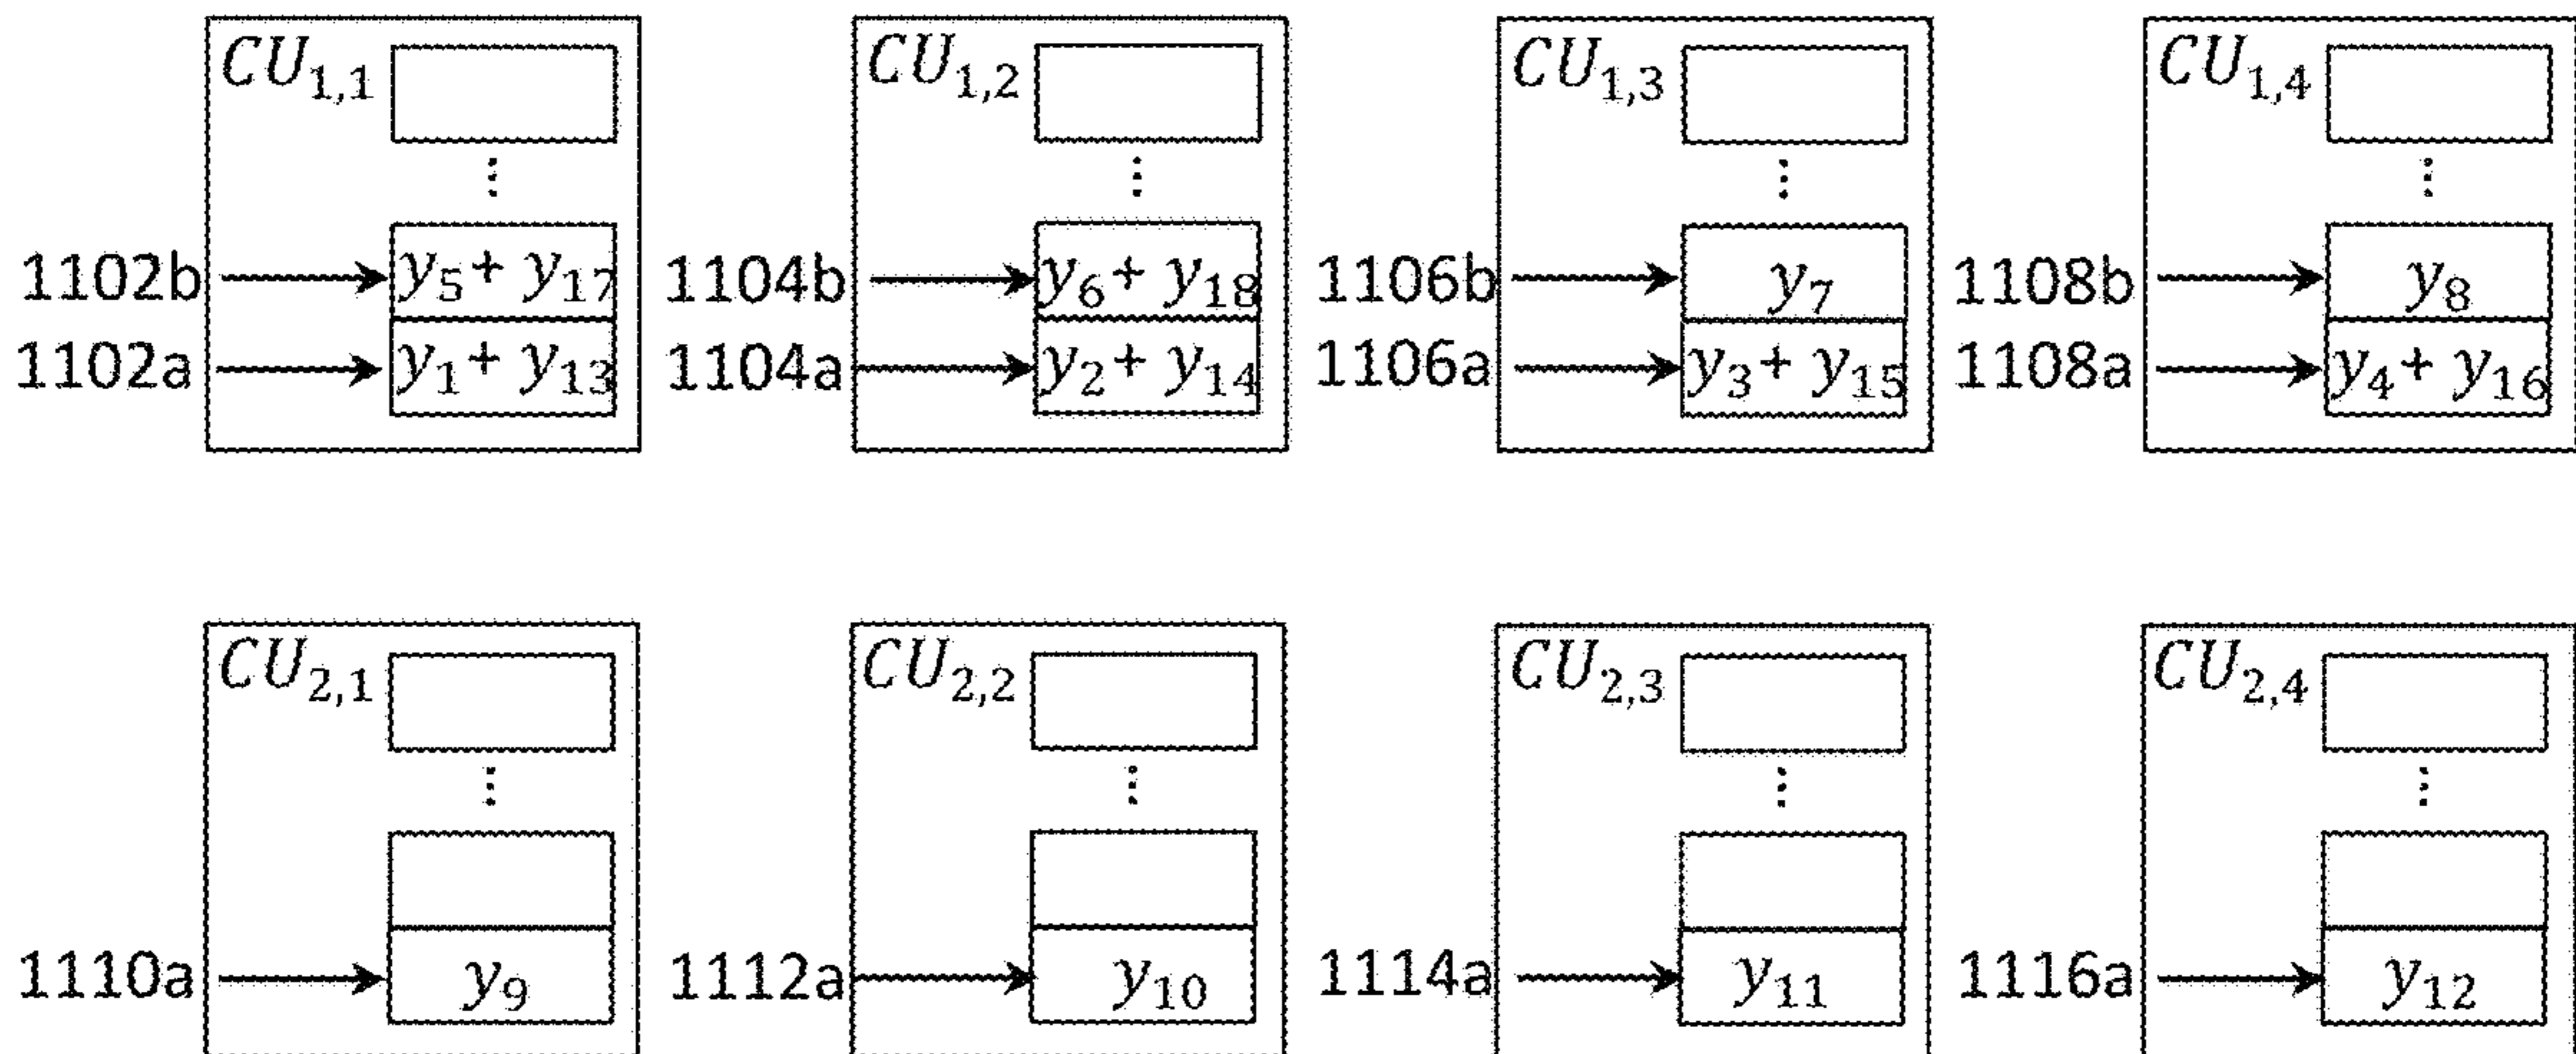 CU1,1 CU1,2 CU1,3 CU1,4
⋮ ⋮ ⋮ ⋮
1102b y5+ y17 1104b y6+ y18 1106b y7 1108b y8
1102a y1+ y13 1104a y2+ y14 1106a y3+ y15 1108a y4+ y16
CU2,1 CU2,2 CU2,3 CU2,4
⋮ ⋮ ⋮ ⋮
1110a y9 1112a y10 1114a y11 1116a y12